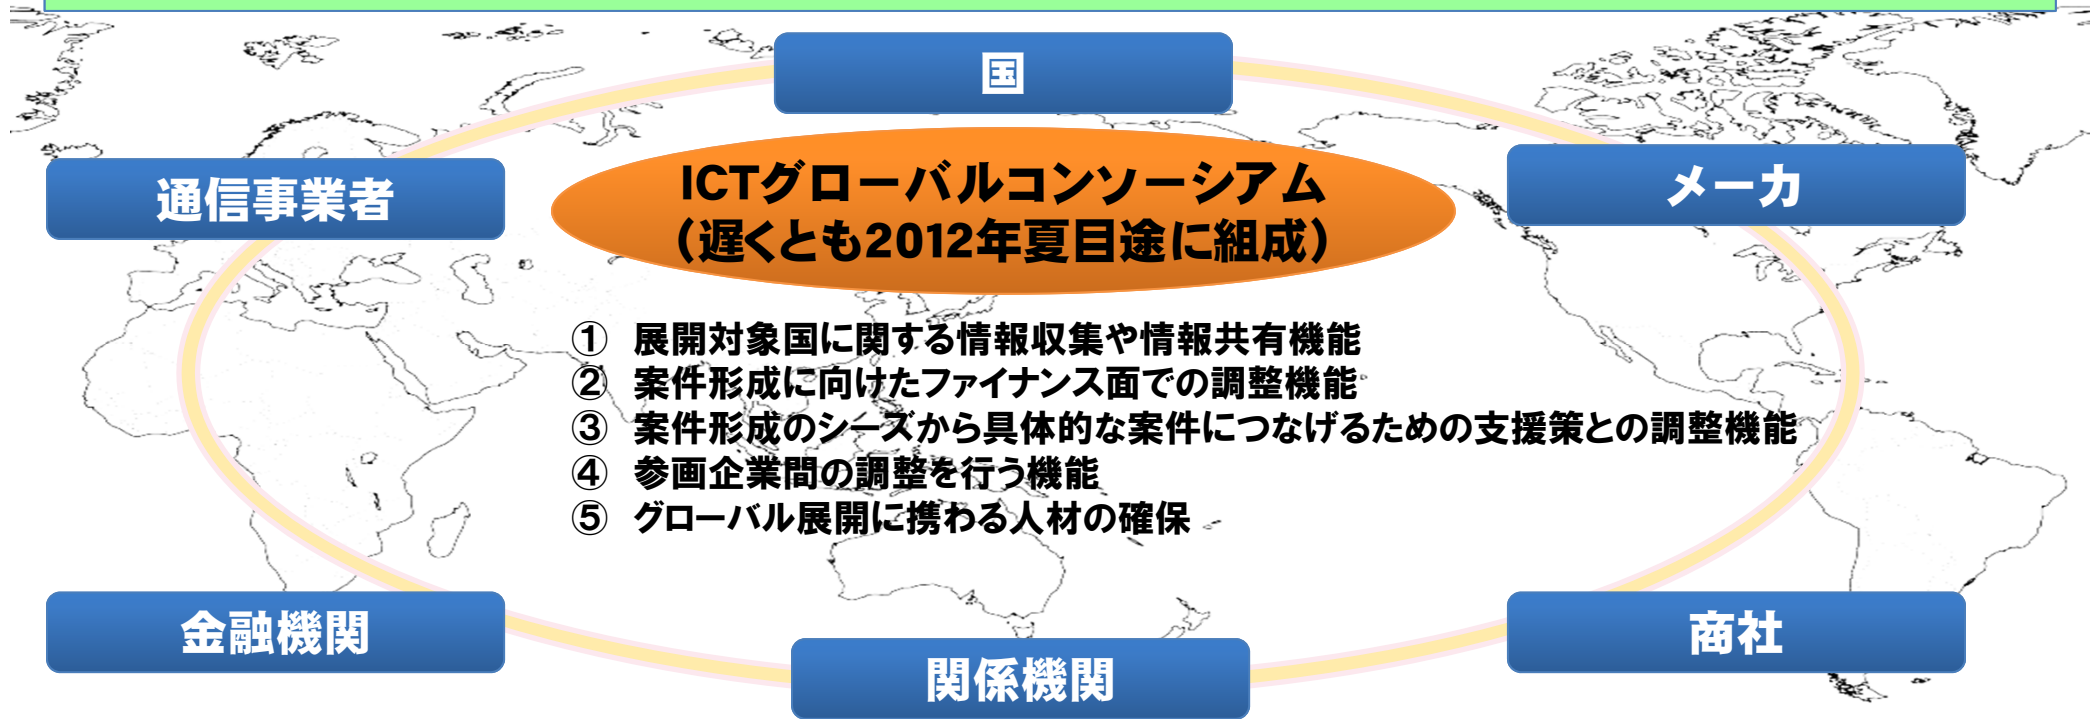 国
通信事業者
メーカ
ICTグローバルコンソーシアム
(遅くとも2012年夏目途に組成)
① 展開対象国に関する情報収集や情報共有機能
② 案件形成に向けたファイナンス面での調整機能
③ 案件形成のシーズから具体的な案件につなげるための支援策との調整機能
④ 参画企業間の調整を行う機能
⑤ グローバル展開に携わる人材の確保
金融機関
関係機関
商社